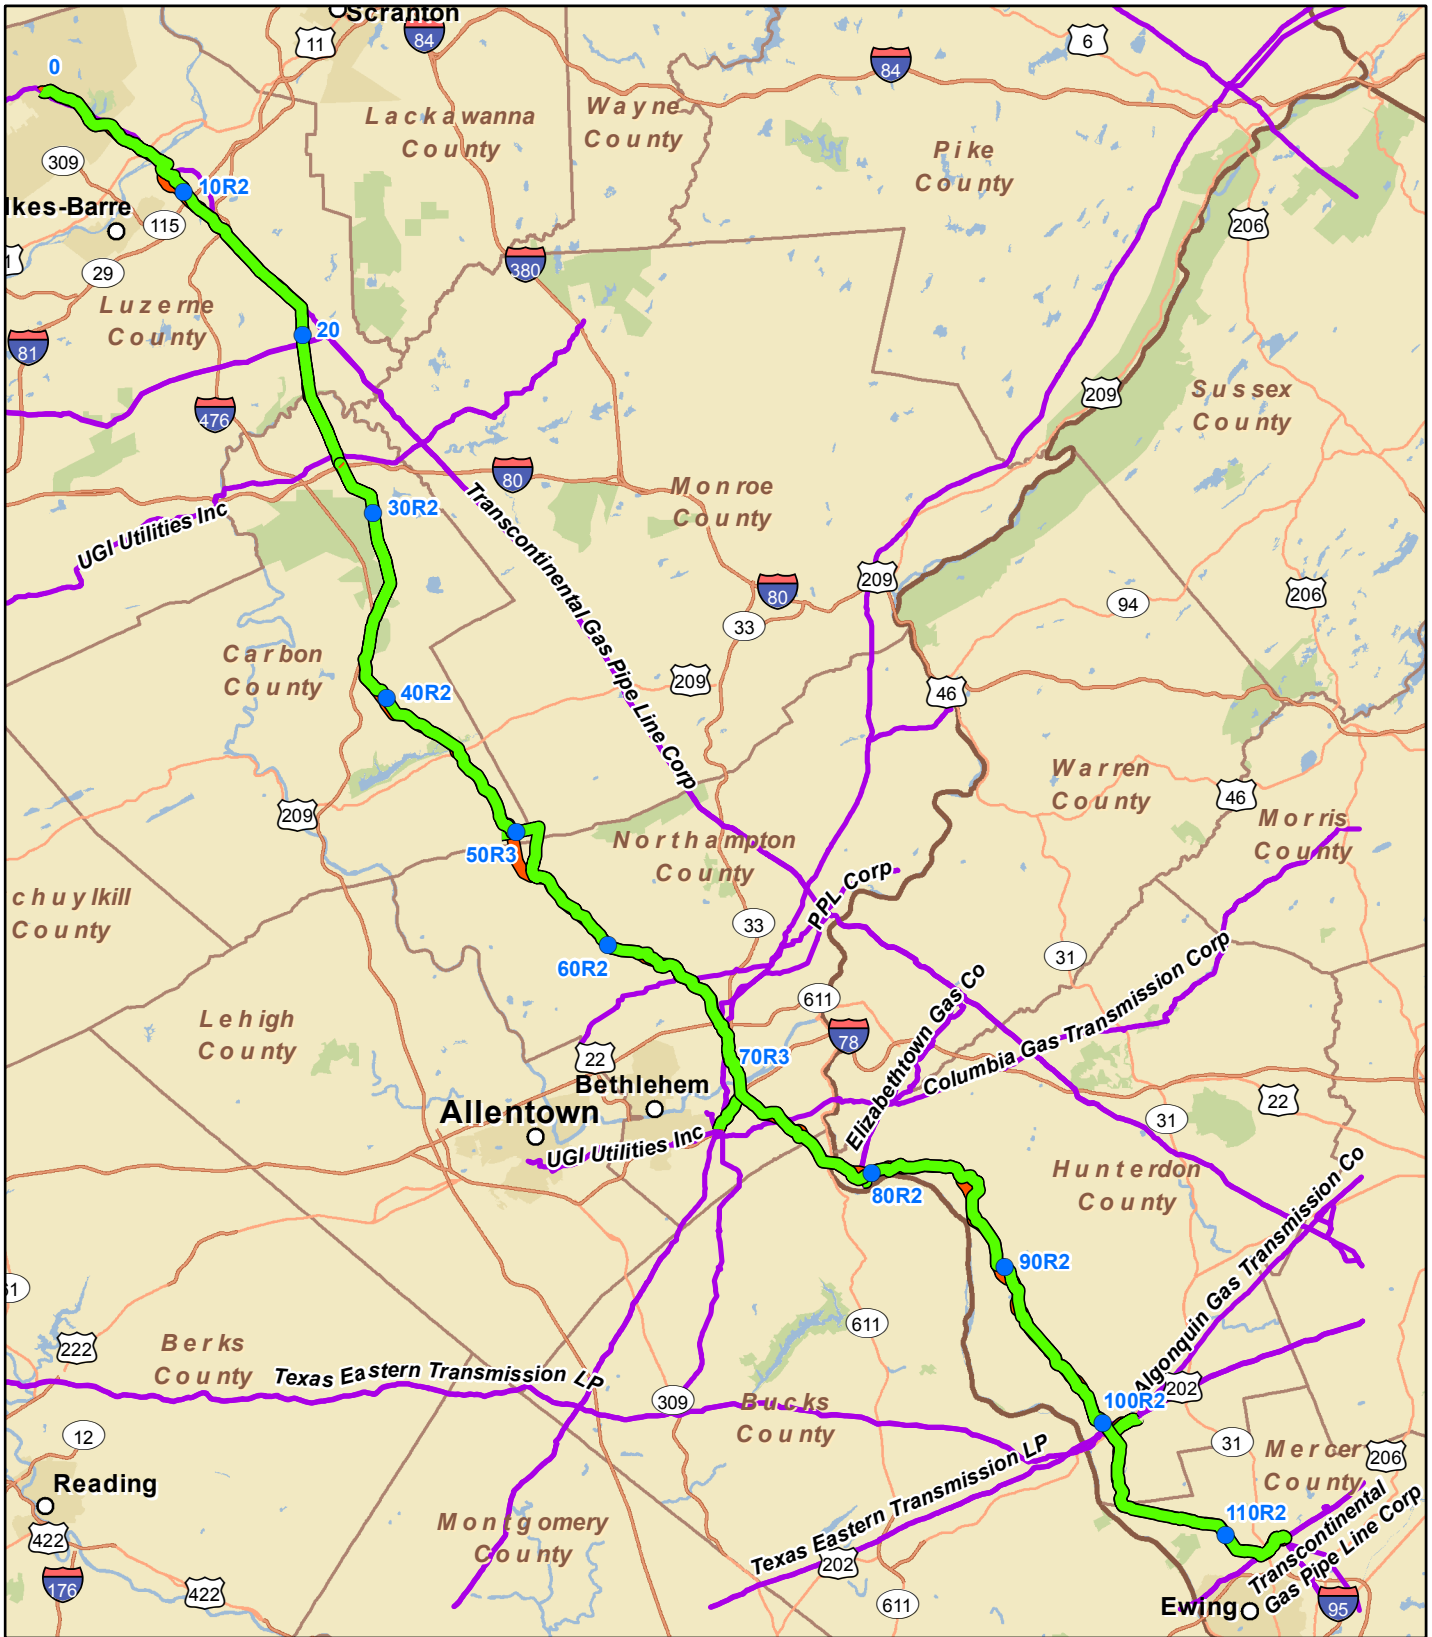 Scranton
11
84
6
0
84
Lackawanna
County
Wayne
County
Pike
County
309
10R2
lkes-Barre
115
206
1
29
380
Luzerne
County
20
81
476
209
Sussex
County
80
Monroe
County
30R2
UGI Utilities Inc
Transcontinental Gas Pipe Line Corp
209
80
33
94
206
Carbon
County
209
40R2
46
Warren
County
46
209
Morris
County
50R3
Northampton
County
PPL Corp
chuylkill
County
33
31
60R2
Elizabethtown Gas Co
Columbia Gas Transmission Corp
611
Lehigh
County
78
22
70R3
Bethlehem
22
Allentown
31
UGI Utilities Inc
Hunterdon
County
80R2
Algonquin Gas Transmission Co
90R2
61
611
222
Berks
County
Texas Eastern Transmission LP
202
309
Bucks
County
100R2
12
31
Mercer
County
206
Reading
Texas Eastern Transmission LP
110R2
Montgomery
County
422
202
Transcontinental
Gas Pipe Line Corp
176
422
611
Ewing
95